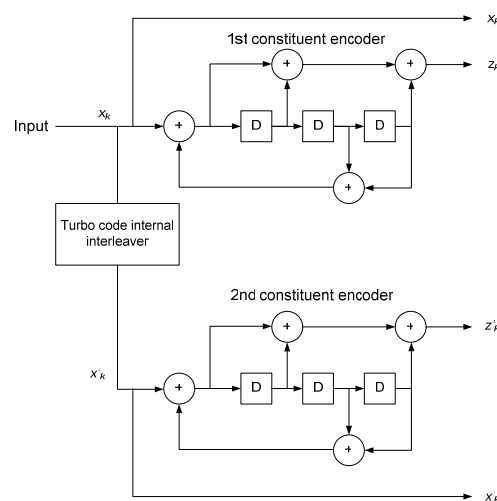 x
1st constituent encoder
z
+
+
x_k
Input
+
D
D
D
+
Turbo code internal
interleaver
2nd constituent encoder
+
+
z'
x'_k
+
D
D
D
+
x'